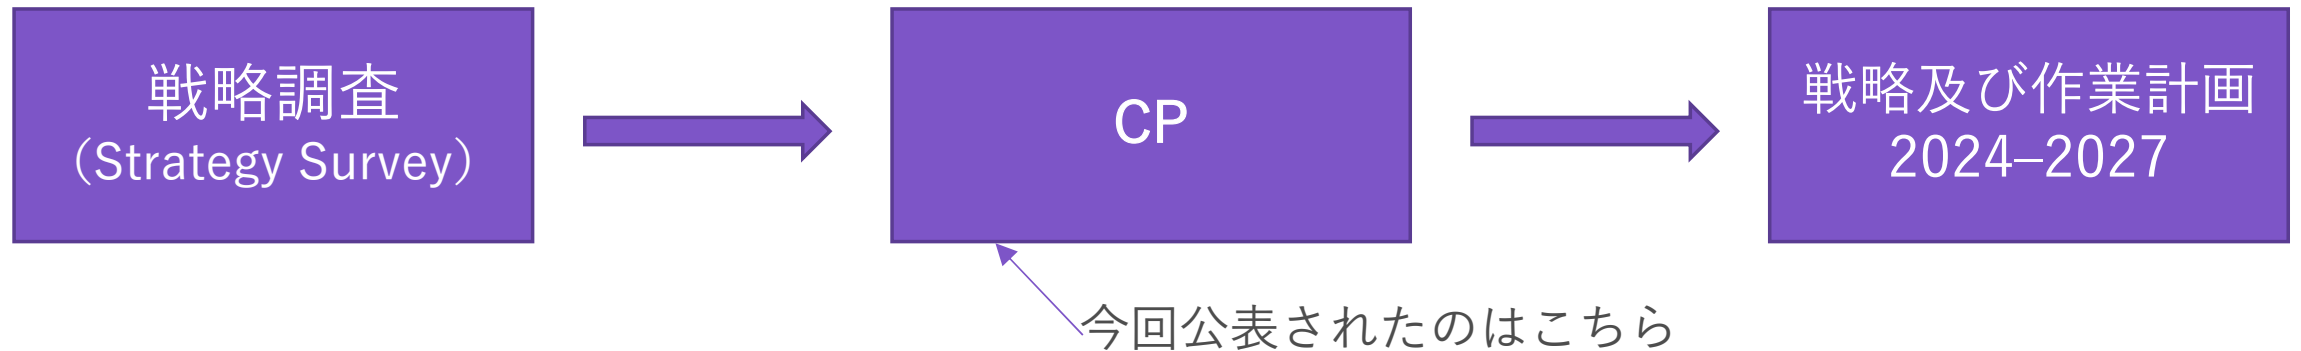 戦略調査
（Strategy Survey）
CP
戦略及び作業計画
2024–2027
今回公表されたのはこちら